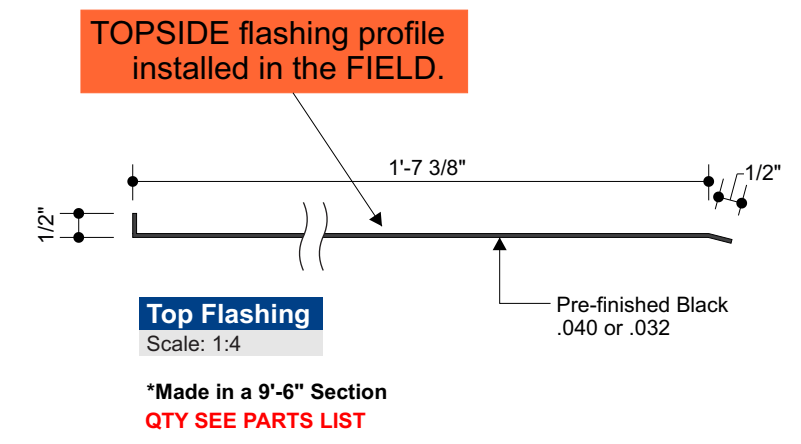 TOPSIDE flashing profile
installed in the FIELD.
1'-7 3/8"
1/2"
1/2"
Pre-finished Black
.040 or .032
Top Flashing
Scale: 1:4
*Made in a 9'-6" Section
QTY SEE PARTS LIST